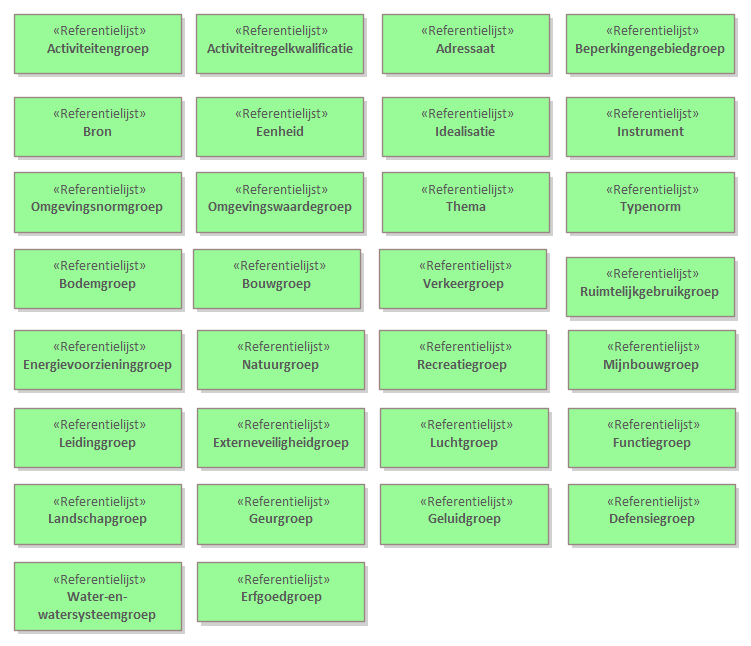 «Referentielijst»
Activiteitengroep
«Referentielijst»
Activiteitregelkwalificatie
«Referentielijst»
Adressaat
«Referentielijst»
Beperkingengebiedgroep
«Referentielijst»
Bron
«Referentielijst»
Eenheid
«Referentielijst»
Idealisatie
«Referentielijst»
Instrument
«Referentielijst»
Omgevingsnormgroep
«Referentielijst»
Omgevingswaardegroep
«Referentielijst»
Thema
«Referentielijst»
Typenorm
«Referentielijst»
Bodemgroep
«Referentielijst»
Bouwgroep
«Referentielijst»
Verkeergroep
«Referentielijst»
Ruimtelijkgebruikgroep
«Referentielijst»
Energievoorzieninggroep
«Referentielijst»
Natuurgroep
«Referentielijst»
Recreatiegroep
«Referentielijst»
Mijnbouwgroep
«Referentielijst»
Leidinggroep
«Referentielijst»
Externeveiligheidgroep
«Referentielijst»
Luchtgroep
«Referentielijst»
Functiegroep
«Referentielijst»
Landschapgroep
«Referentielijst»
Geurgroep
«Referentielijst»
Geluidgroep
«Referentielijst»
Defensiegroep
«Referentielijst»
Water-en-
watersysteemgroep
«Referentielijst»
Erfgoedgroep